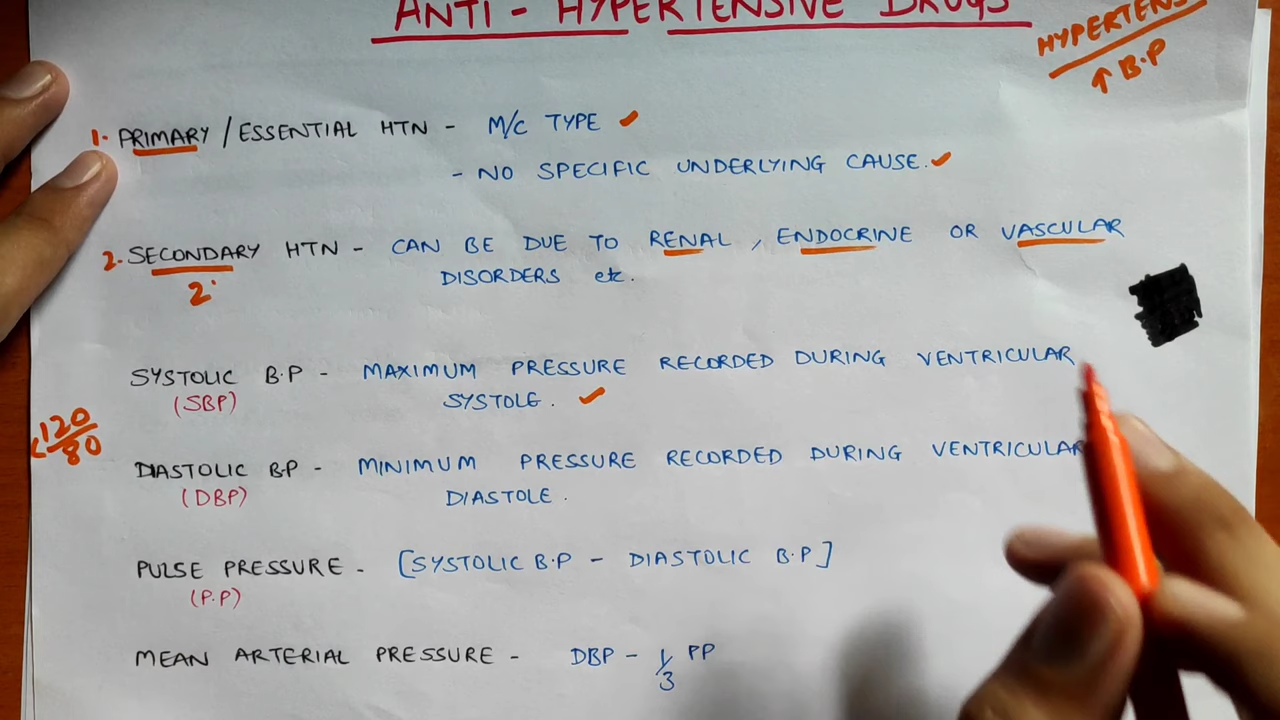 ANTI - HYPERTENSIVE DRUGS
↑ B.P
1. PRIMARY / ESSENTIAL HTN - M/C TYPE
- NO SPECIFIC UNDERLYING CAUSE.
2. SECONDARY HTN - CAN BE DUE TO RENAL, ENDOCRINE OR VASCULAR
DISORDERS etc.
2°
SYSTOLIC B.P - MAXIMUM PRESSURE RECORDED DURING VENTRICULAR
(SBP) SYSTOLE.
<120/80
DIASTOLIC B.P - MINIMUM PRESSURE RECORDED DURING VENTRICULAR
(DBP) DIASTOLE.
PULSE PRESSURE - [SYSTOLIC B.P - DIASTOLIC B.P]
(P.P)
MEAN ARTERIAL PRESSURE - DBP - 1/3 PP